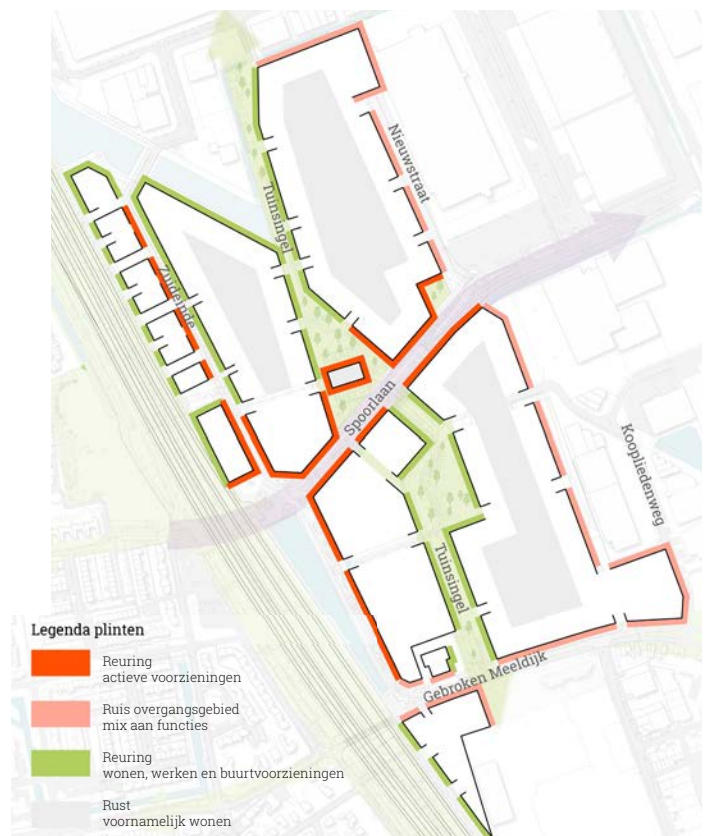 Nieuwstraat
Tuinsingel
Zuideinde
Spoorlaan
Koopliedenweg
Tuinsingel
Gebroken Meeldijk
Legenda plinten
Reuring
actieve voorzieningen
Ruis overgangsgebied
mix aan functies
Reuring
wonen, werken en buurtvoorzieningen
Rust
voornamelijk wonen